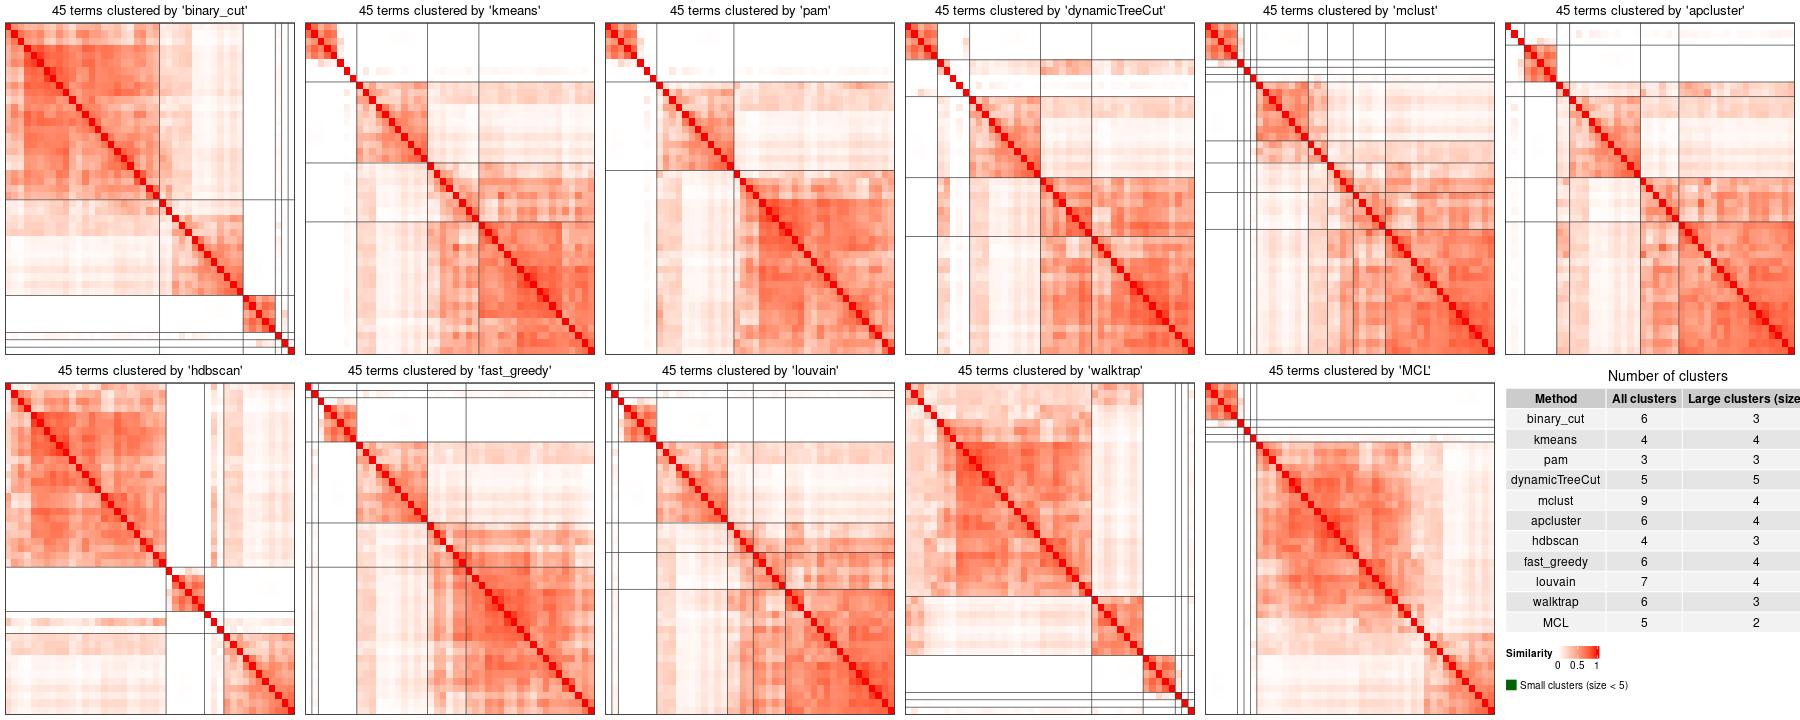 45 terms clustered by 'binary_cut'
45 terms clustered by 'kmeans'
45 terms clustered by 'pam'
45 terms clustered by 'dynamicTreeCut'
45 terms clustered by 'mclust'
45 terms clustered by 'apcluster'
45 terms clustered by 'hdbscan'
45 terms clustered by 'fast_greedy'
45 terms clustered by 'louvain'
45 terms clustered by 'walktrap'
45 terms clustered by 'MCL'
Number of clusters
Method All clusters Large clusters (size
binary_cut 6 3
kmeans 4 4
pam 3 3
dynamicTreeCut 5 5
mclust 9 4
apcluster 6 4
hdbscan 4 3
fast_greedy 6 4
louvain 7 4
walktrap 6 3
MCL 5 2
Similarity
0 0.5 1
Small clusters (size < 5)